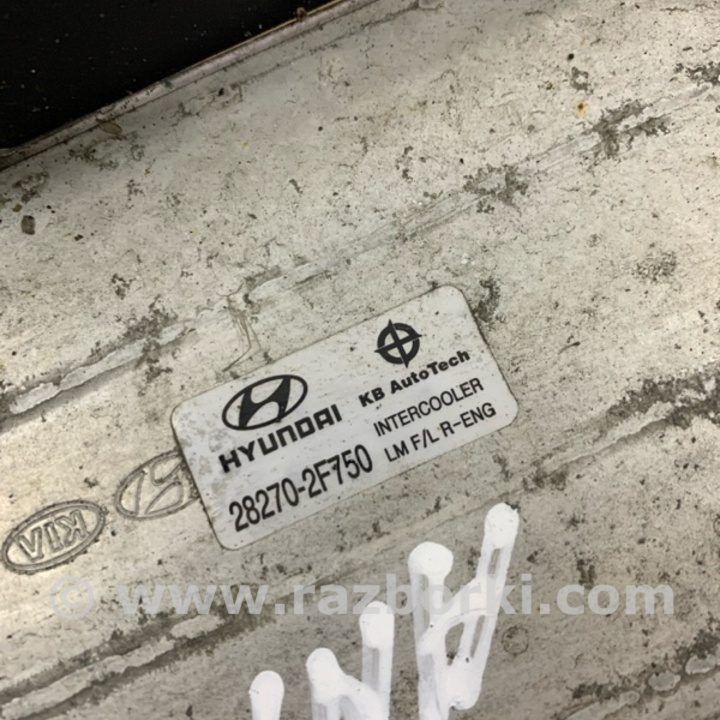 HYUNDAI
KB AutoTech
INTERCOOLER
28270-2F750
LM F/L R-ENG
KIA
© www.razborki.com